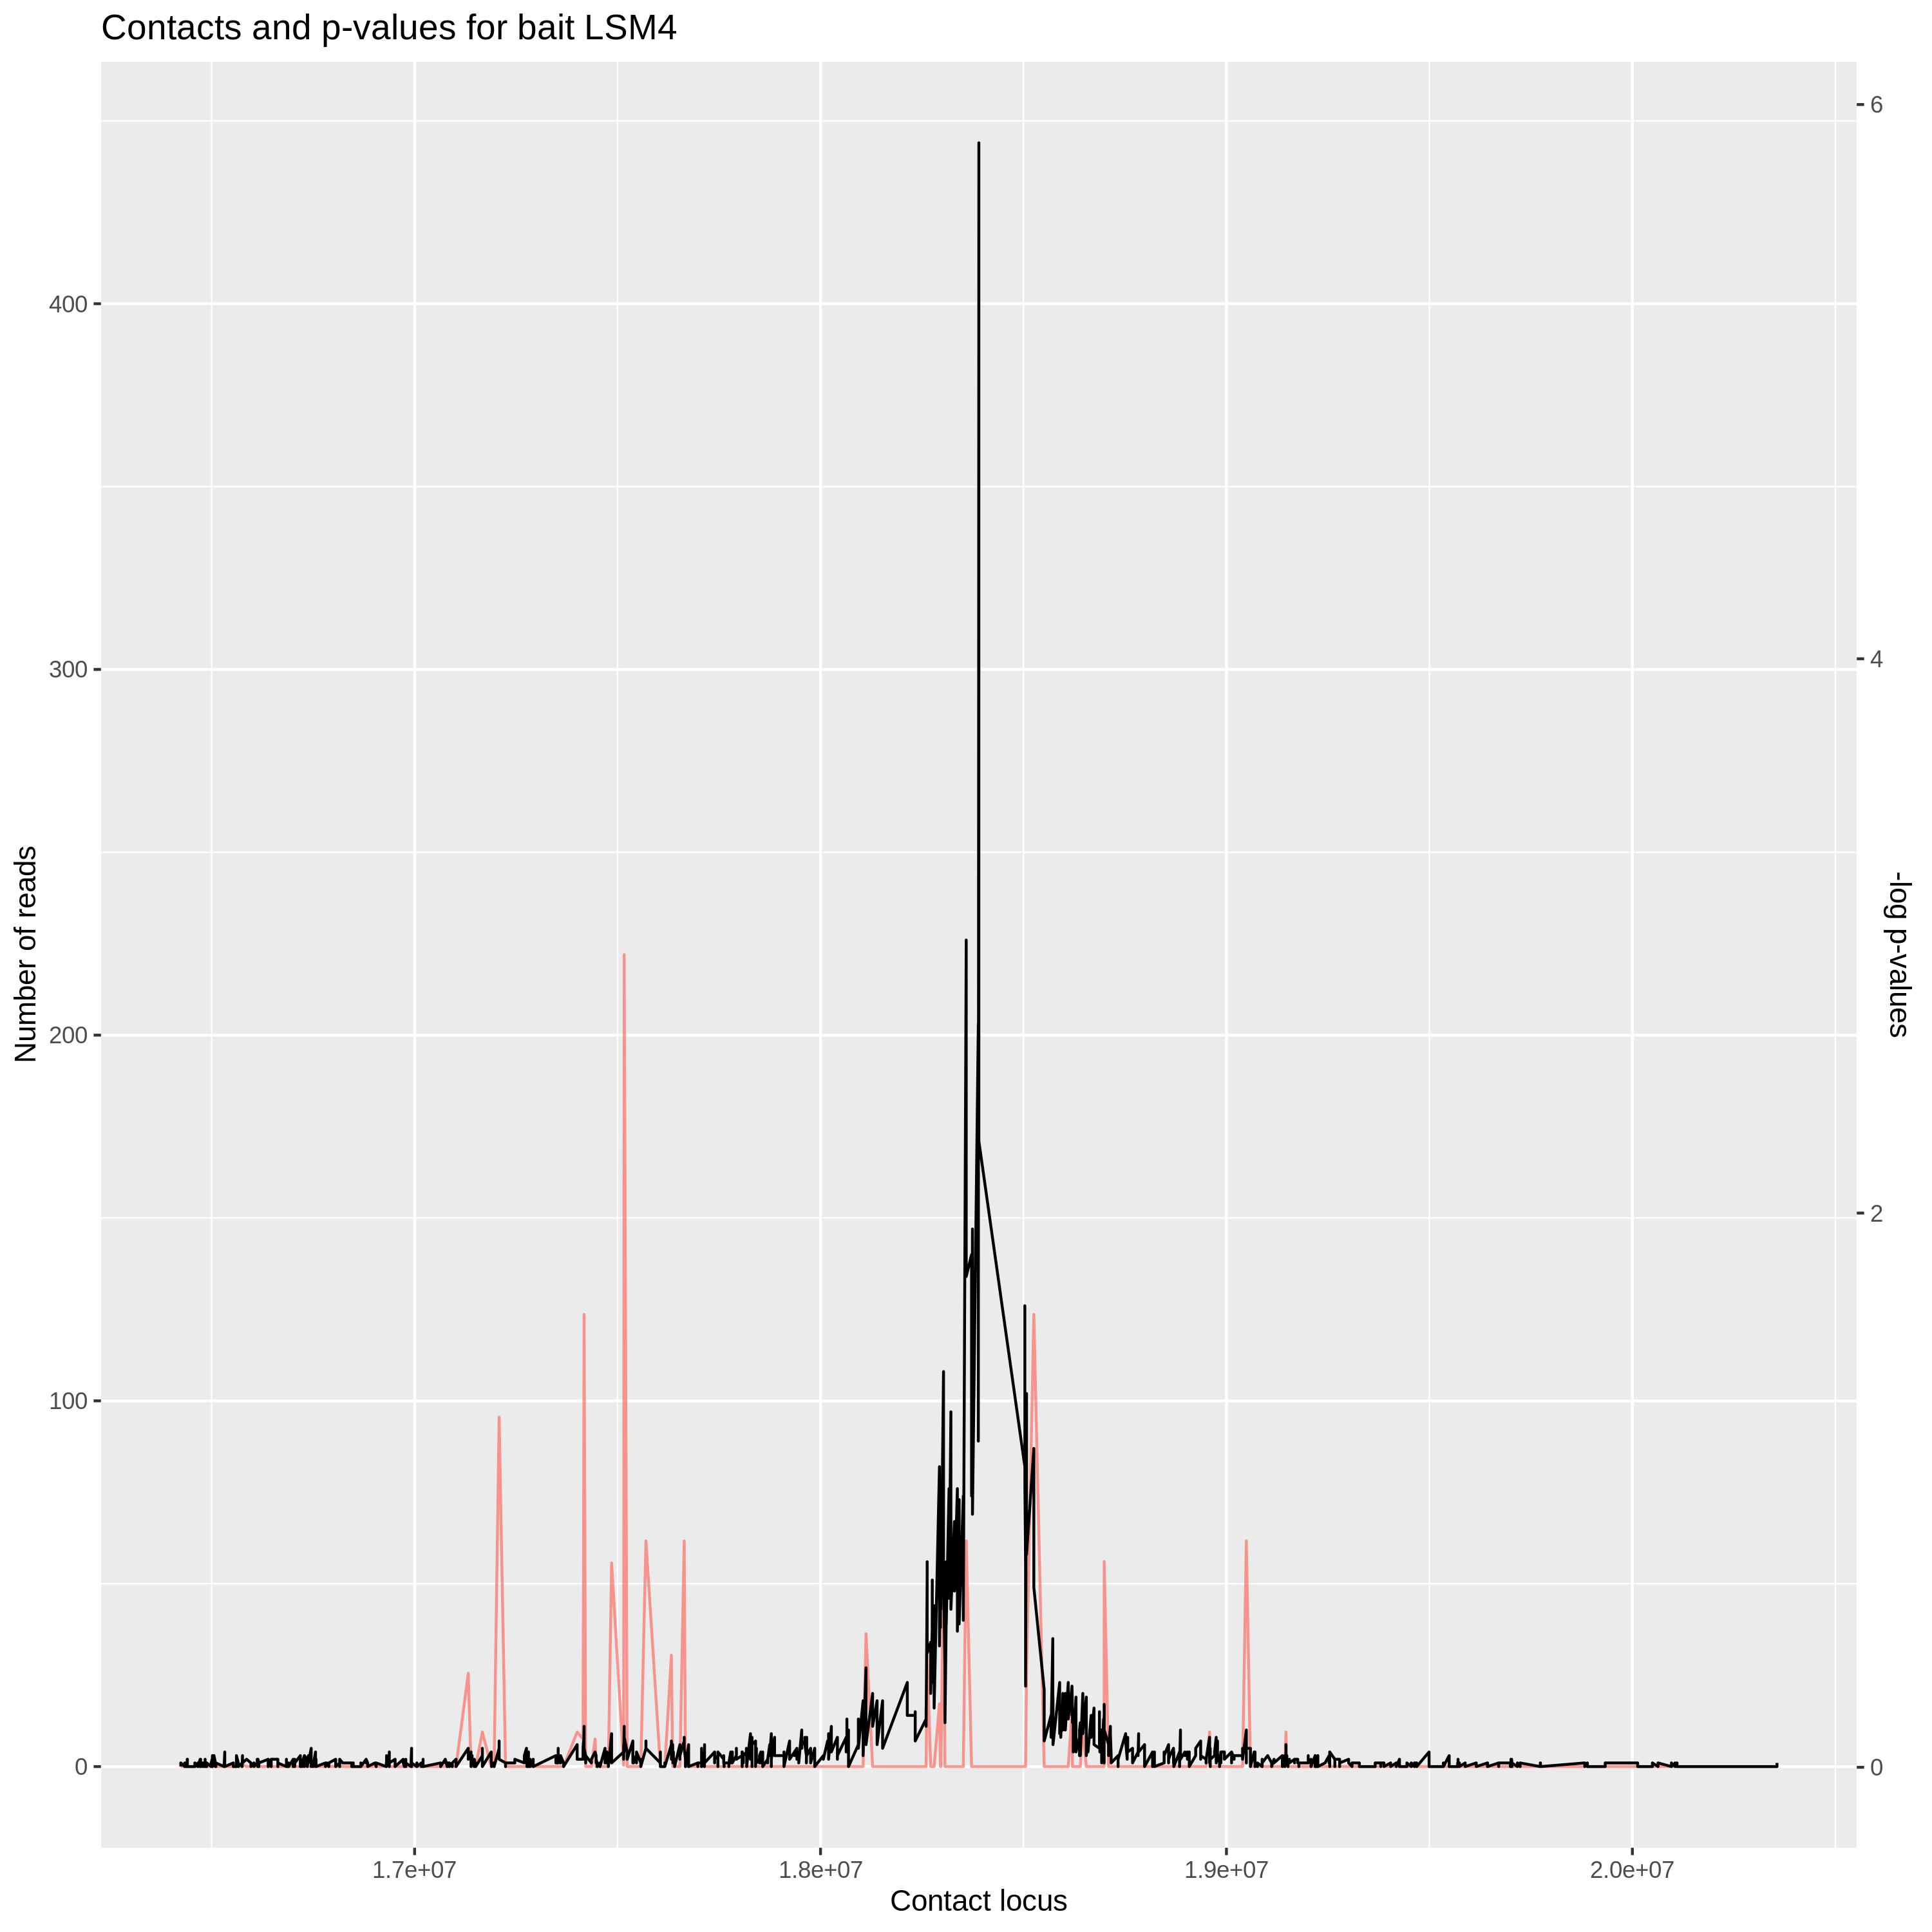 Contacts and p-values for bait LSM4
6
400
300
4
Number of reads
-log p-values
200
2
100
0
0
1.7e+07
1.8e+07
1.9e+07
2.0e+07
Contact locus